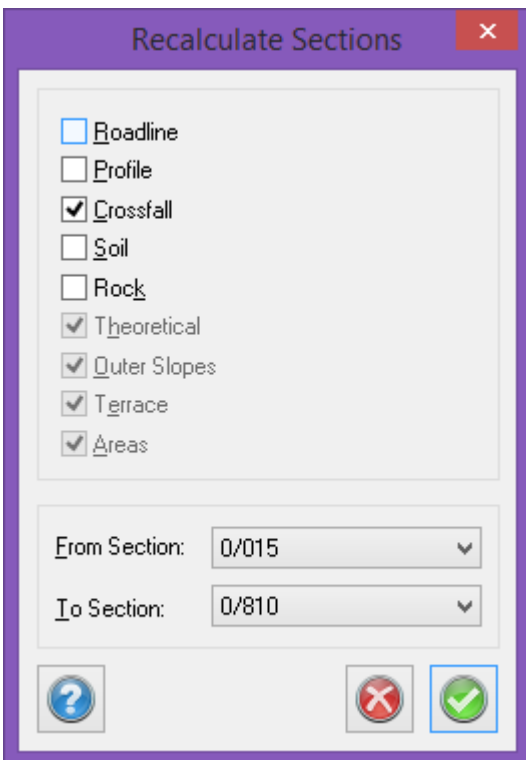 Recalculate Sections
Roadline
Profile
Crossfall
Soil
Rock
Theoretical
Outer Slopes
Terrace
Areas
From Section: 0/015
To Section: 0/810